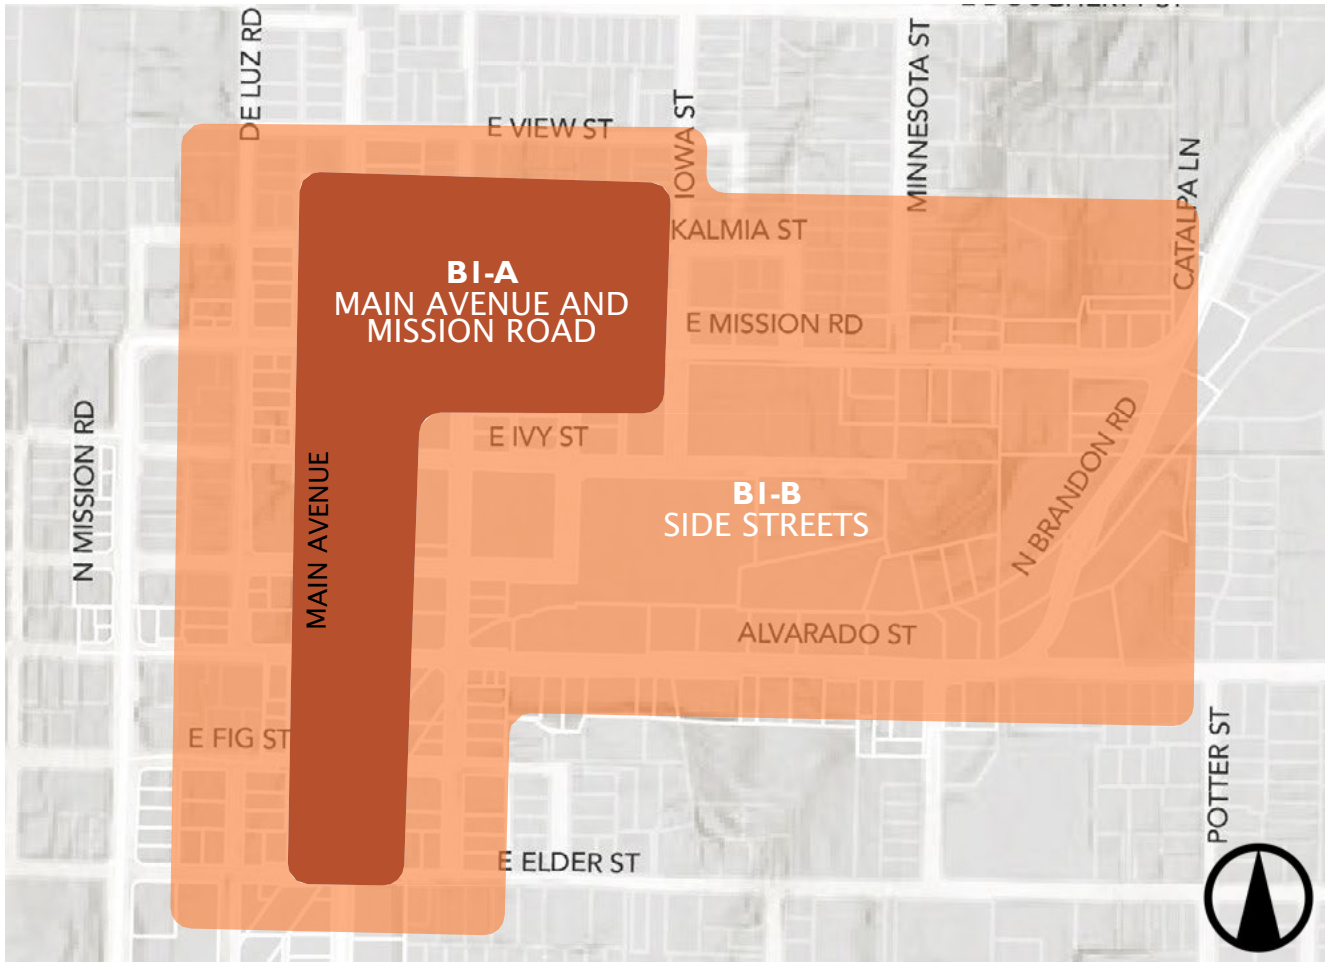 DE LUZ RD
E VIEW ST
IOWA ST
MINNESOTA ST
CATALPA LN
KALMIA ST
B1-A
MAIN AVENUE AND
MISSION ROAD
E MISSION RD
N MISSION RD
E IVY ST
MAIN AVENUE
B1-B
SIDE STREETS
N BRANDON RD
ALVARADO ST
E FIG ST
POTTER ST
E ELDER ST